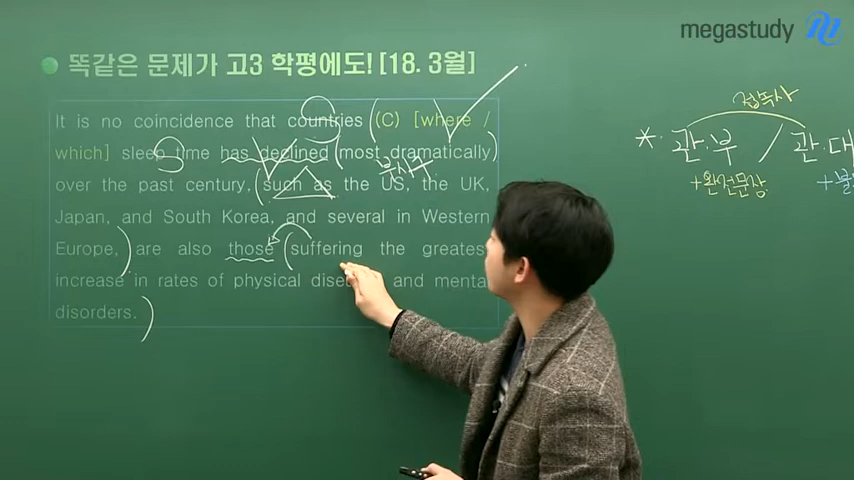 megastudy
똑같은 문제가 고3 학평에도! [18. 3월]
It is no coincidence that countries (C) [where /
which] sleep time has declined (most dramatically)
over the past century, (such as the US, the UK,
Japan, and South Korea, and several in Western
Europe,) are also those (suffering the greates
increase in rates of physical dise and menta
disorders.)
부사구
접속사
* 관·부 / 관·대
+완전문장
+불